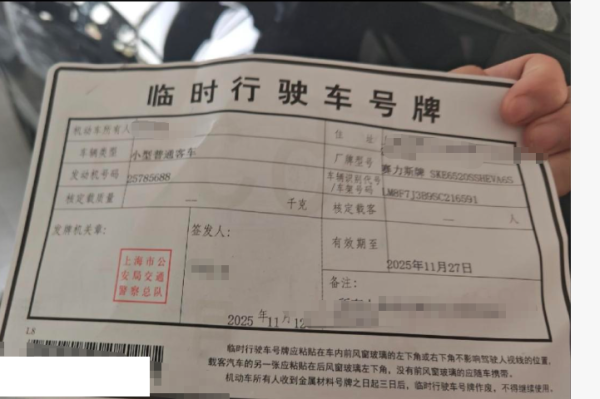 临时行驶车号牌
机动车所有人
住 址
车辆类型 小型普通客车
厂牌型号 赛力斯牌 SKE6520SSHEVA6S
发动机号码 25785688
车辆识别代号/车架号码 LM8F7J3B9SC216591
核定载质量 — 千克
核定载客 — 人
发牌机关章:
签发人:
有效期至
2025年11月27日
上海市公
安局交通
警察总队
备注:
2025年11月12
L8
临时行驶车号牌应粘贴在车内前风窗玻璃的左下角或右下角不影响驾驶人视线的位置,
载客汽车的另一张应粘贴在后风窗玻璃左下角,没有前风窗玻璃的应随车携带。
机动车所有人收到金属材料号牌之日起三日后,临时行驶车号牌作废,不得继续使用。